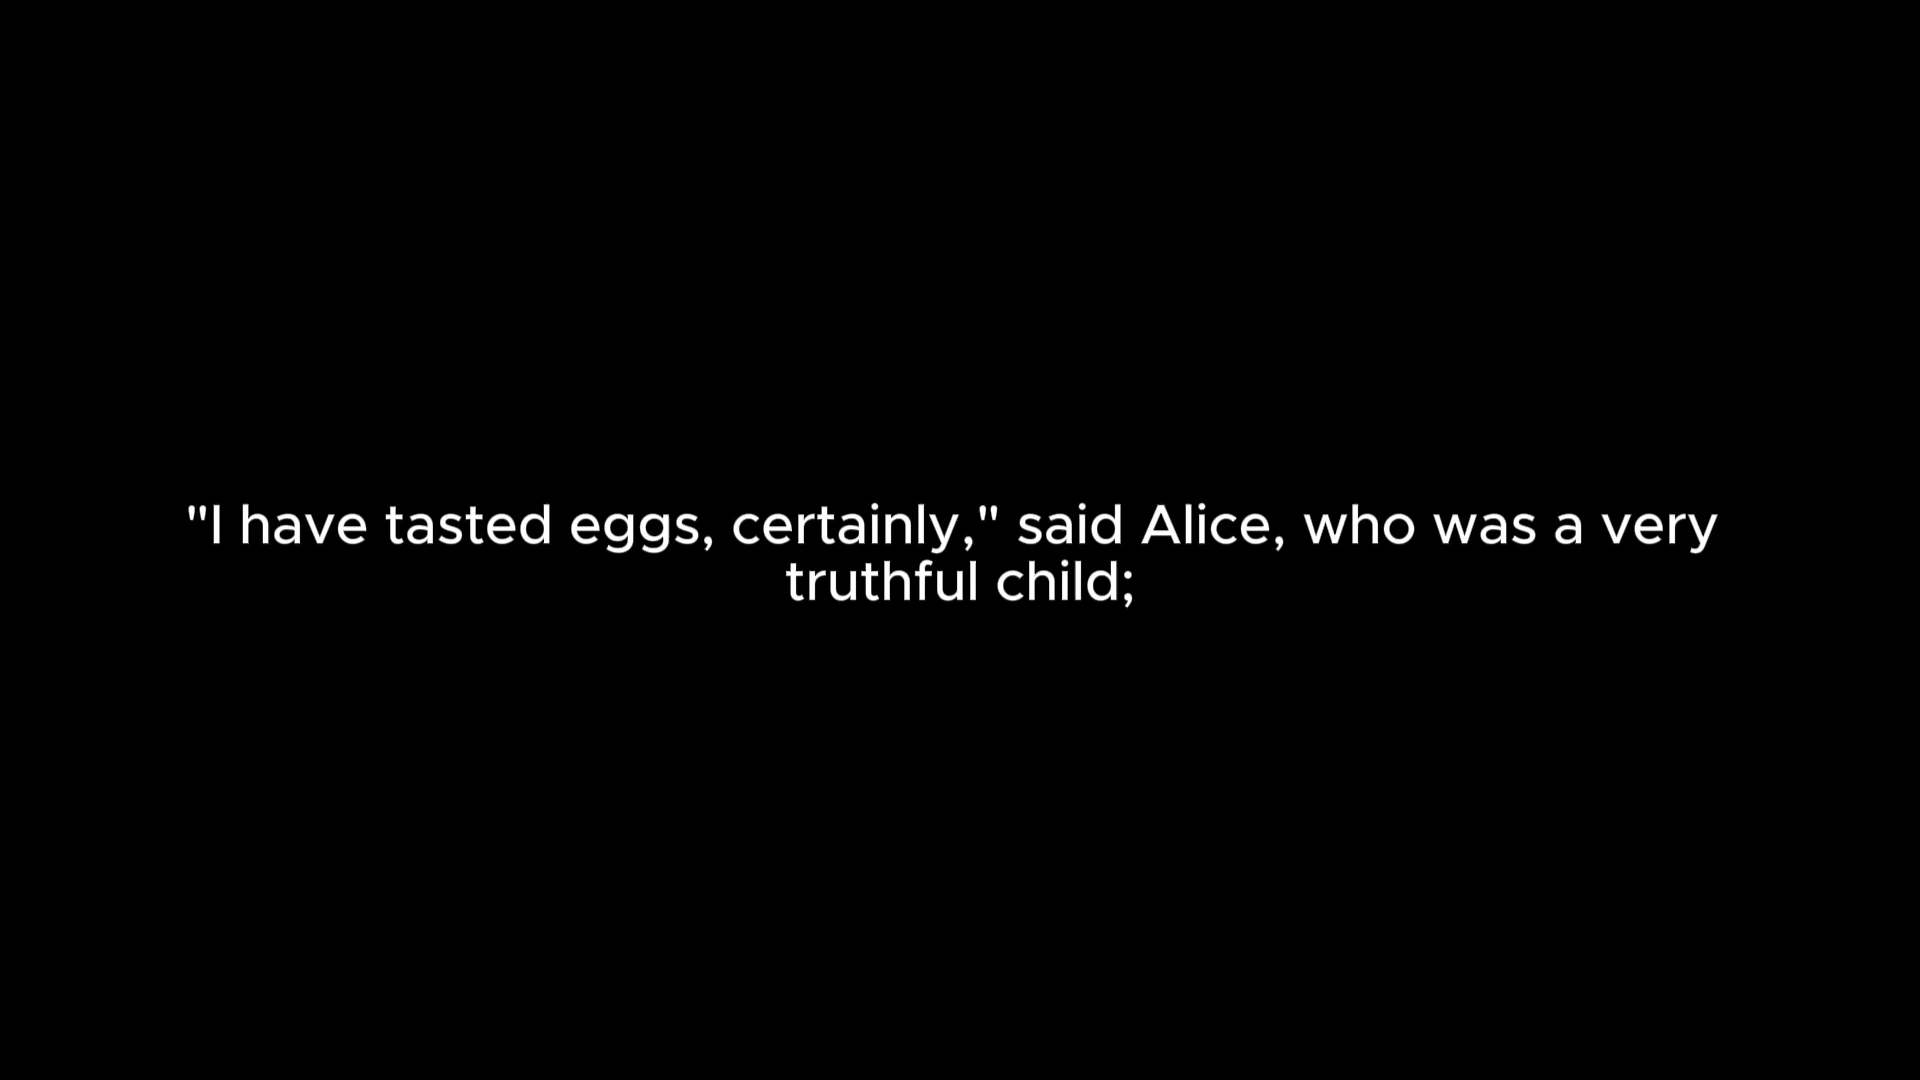 "I have tasted eggs, certainly," said Alice, who was a very
truthful child;